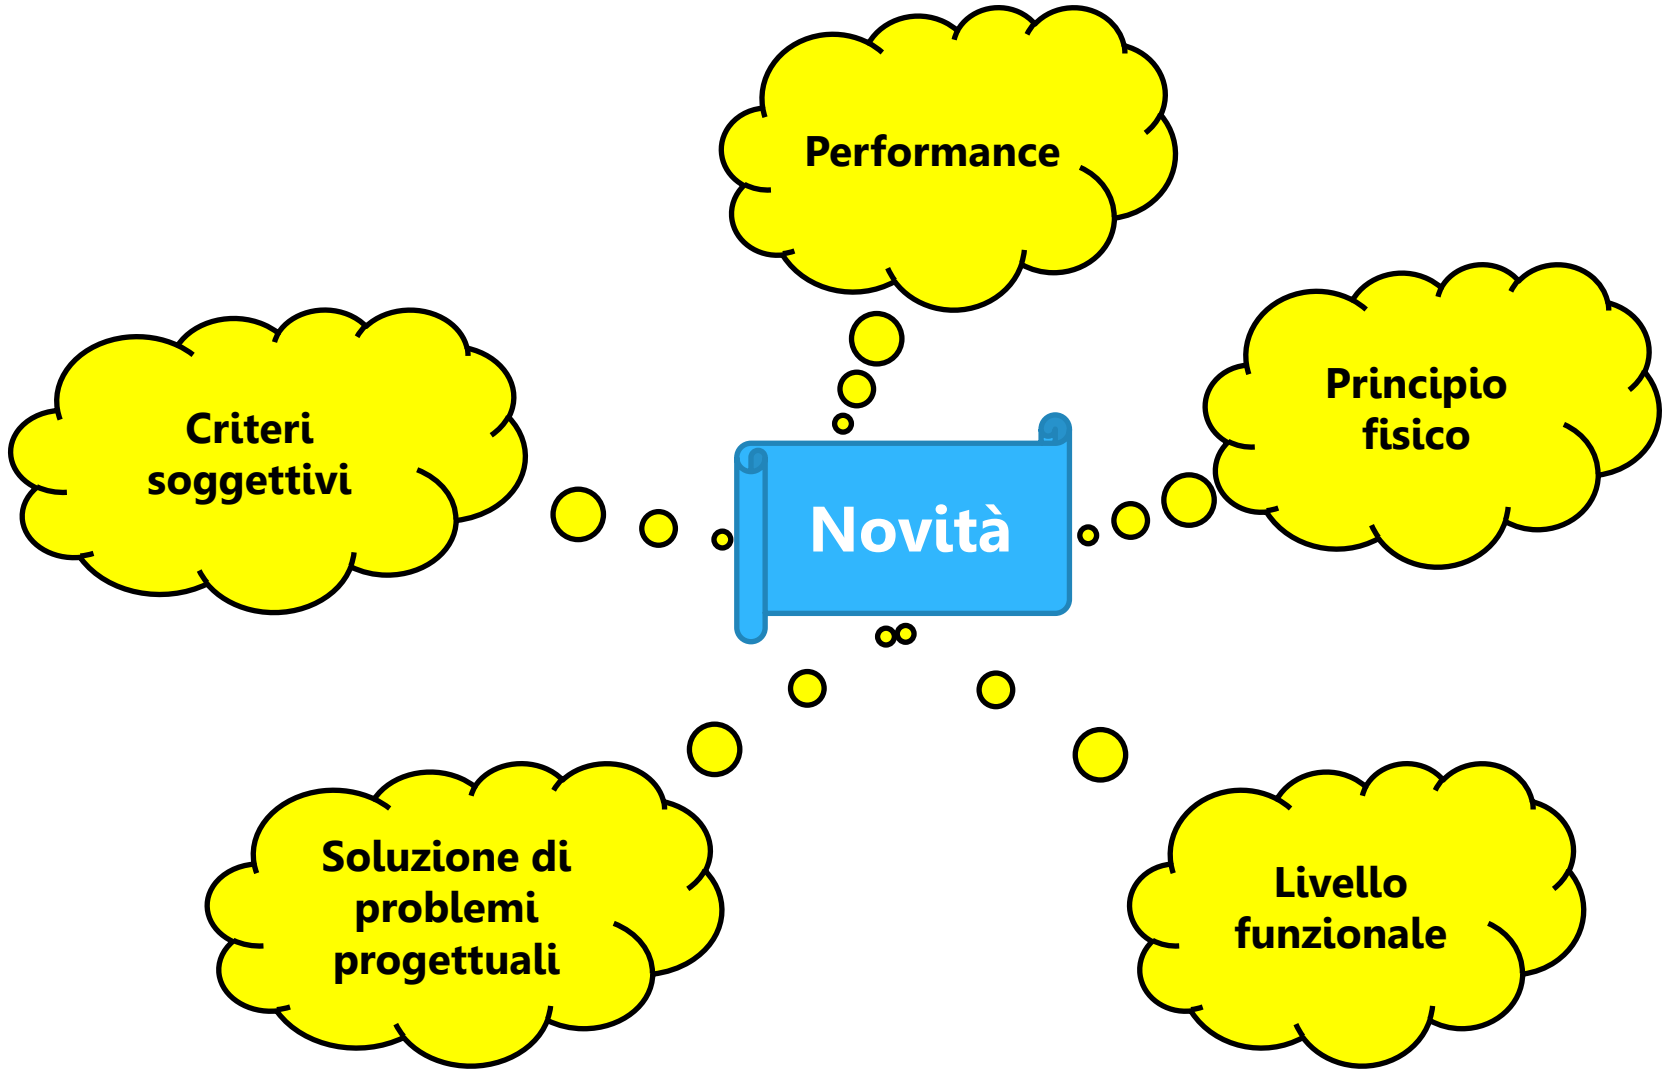 Performance
Principio
fisico
Criteri
soggettivi
Novità
Soluzione di
problemi
progettuali
Livello
funzionale